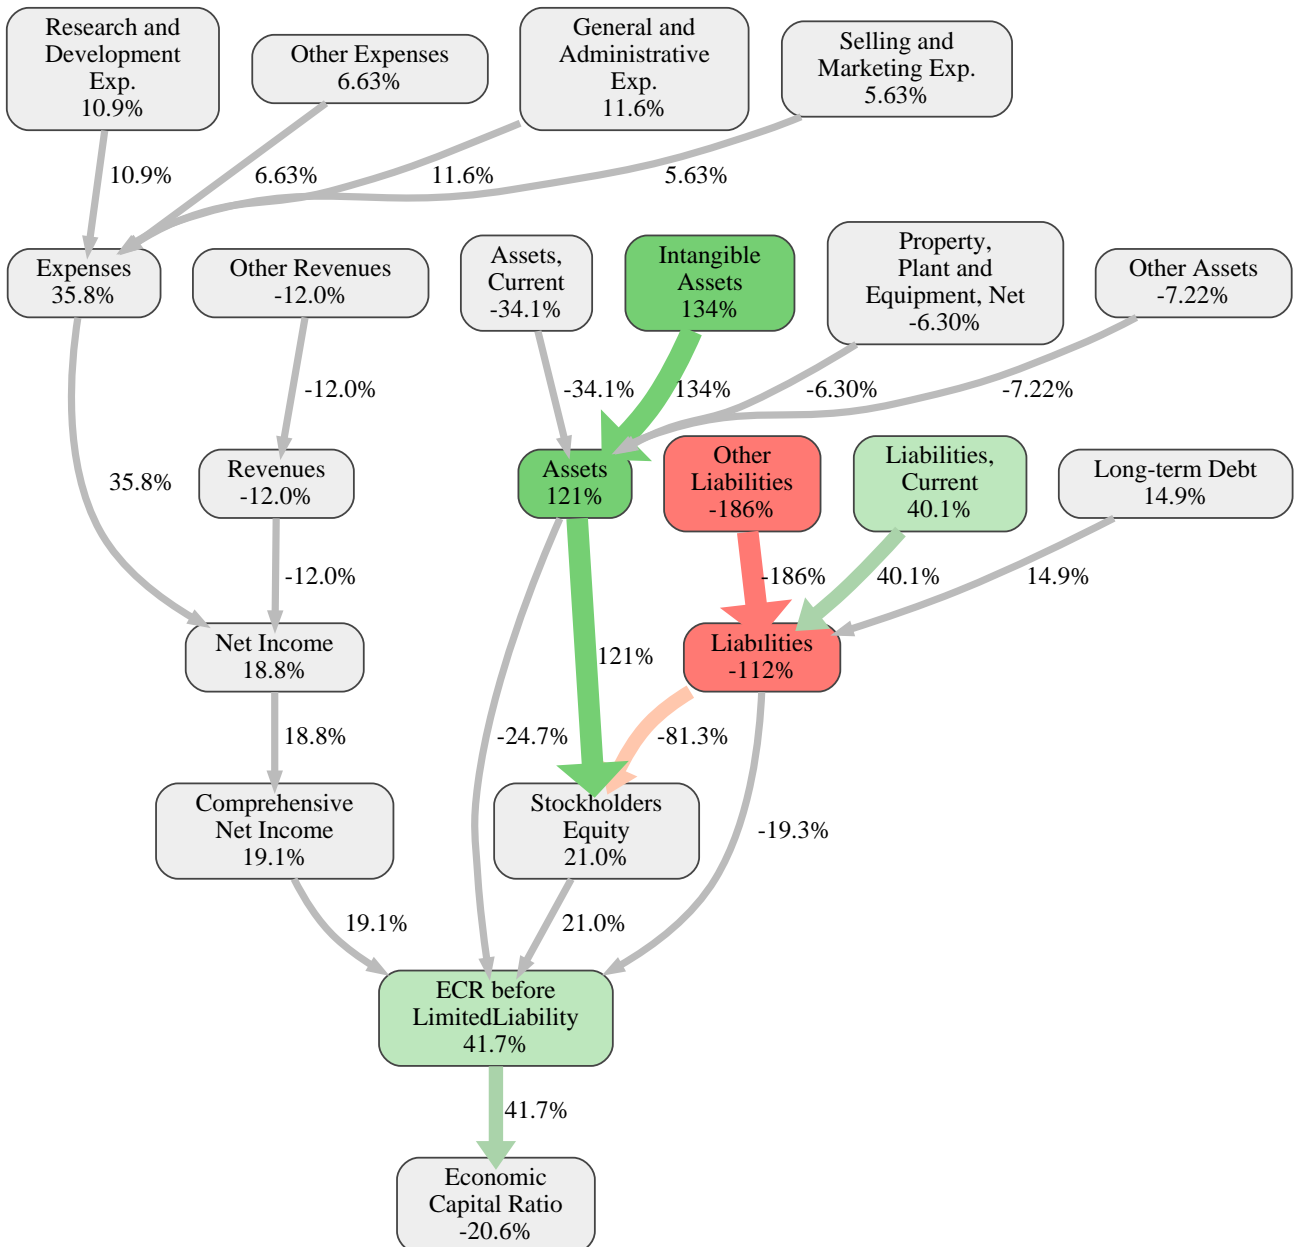 Research and
Development
Exp.
10.9%
Other Expenses
6.63%
General and
Administrative
Exp.
11.6%
Selling and
Marketing Exp.
5.63%
10.9%
6.63%
11.6%
5.63%
Expenses
35.8%
Other Revenues
-12.0%
Assets,
Current
-34.1%
Intangible
Assets
134%
Property,
Plant and
Equipment, Net
-6.30%
Other Assets
-7.22%
-12.0%
-34.1%
134%
-6.30%
-7.22%
35.8%
Revenues
-12.0%
Assets
121%
Other
Liabilities
-186%
Liabilities,
Current
40.1%
Long-term Debt
14.9%
-12.0%
-186%
40.1%
14.9%
Net Income
18.8%
121%
Liabilities
-112%
18.8%
-24.7%
-81.3%
Comprehensive
Net Income
19.1%
Stockholders
Equity
21.0%
-19.3%
19.1%
21.0%
ECR before
LimitedLiability
41.7%
41.7%
Economic
Capital Ratio
-20.6%